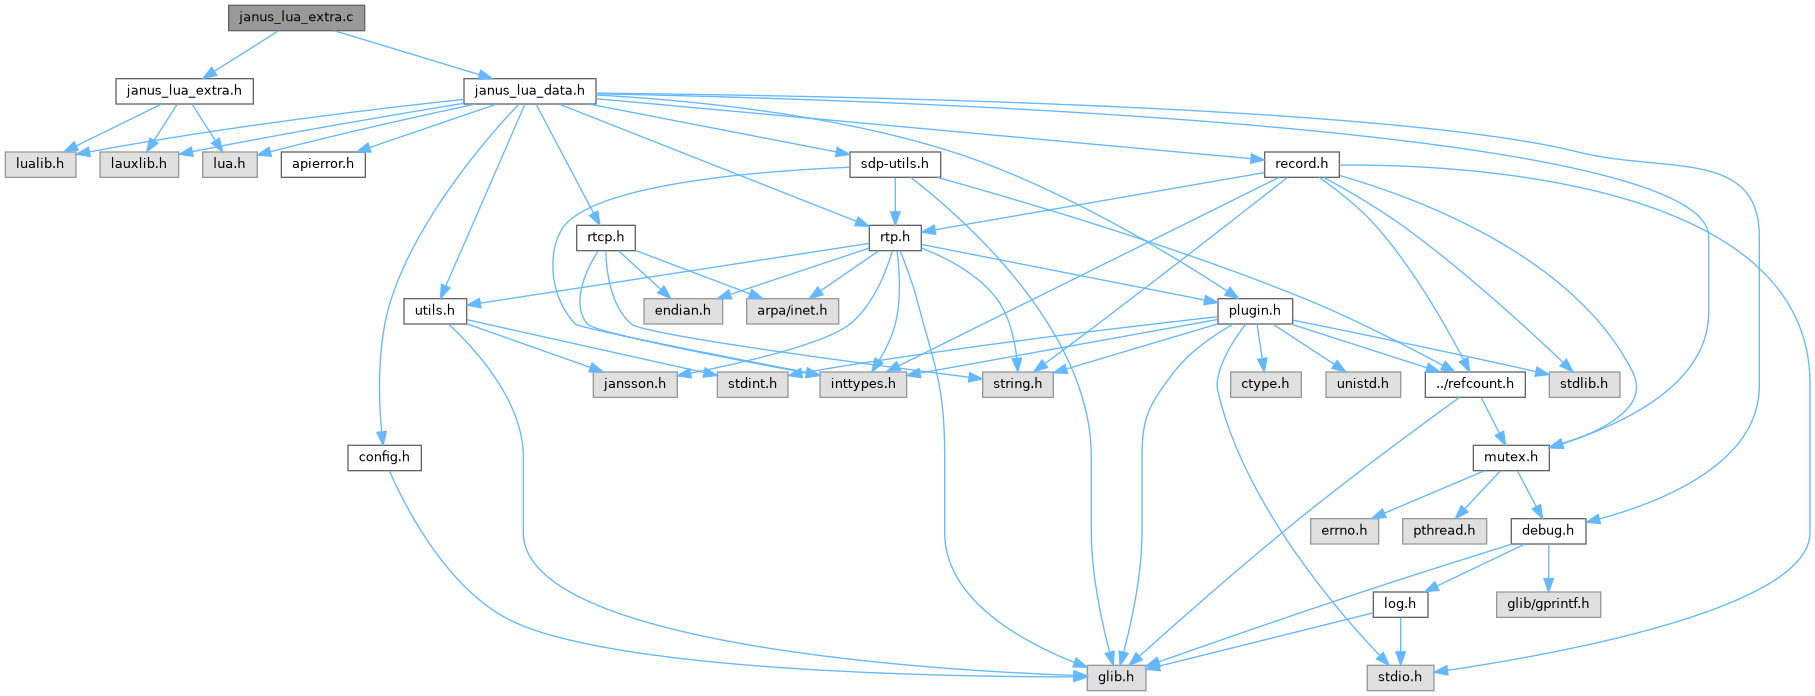 janus_lua_extra.c
janus_lua_extra.h
janus_lua_data.h
lualib.h
lauxlib.h
lua.h
apierror.h
sdp-utils.h
record.h
rtcp.h
rtp.h
utils.h
endian.h
arpa/inet.h
plugin.h
jansson.h
stdint.h
inttypes.h
string.h
ctype.h
unistd.h
../refcount.h
stdlib.h
config.h
mutex.h
errno.h
pthread.h
debug.h
log.h
glib/gprintf.h
glib.h
stdio.h